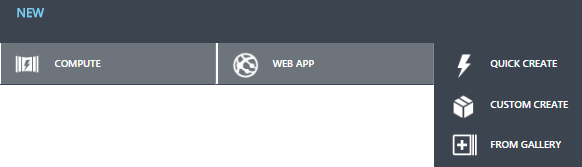 NEW
COMPUTE
WEB APP
QUICK CREATE
CUSTOM CREATE
FROM GALLERY